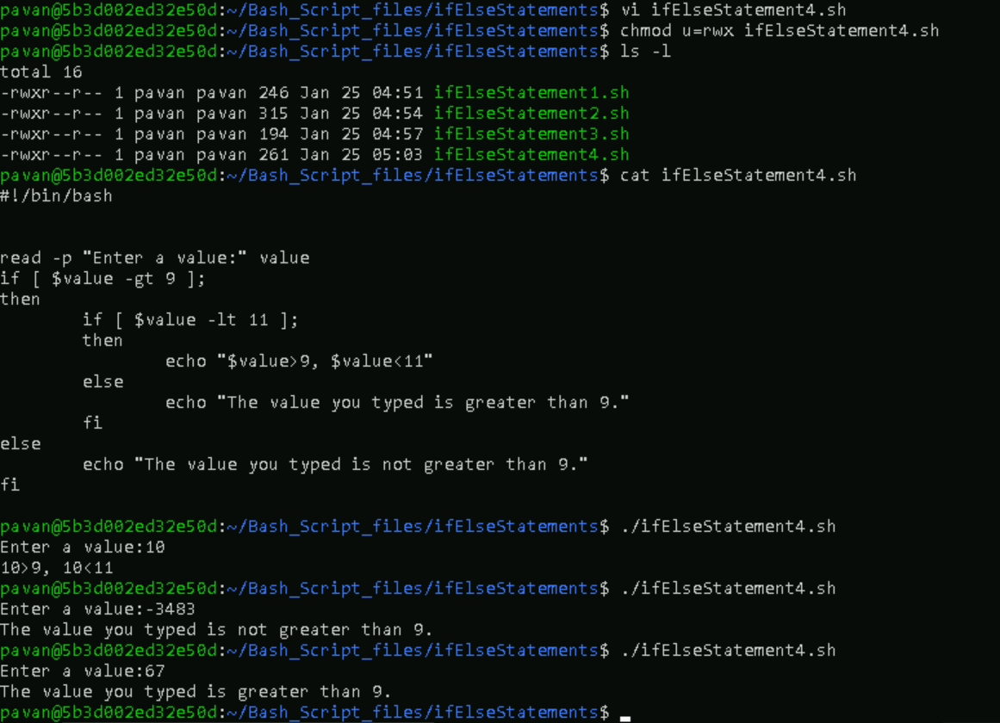 pavan@5b3d002ed32e50d:~/Bash_Script_files/ifElseStatements$ vi ifElseStatement4.sh
pavan@5b3d002ed32e50d:~/Bash_Script_files/ifElseStatements$ chmod u=rwx ifElseStatement4.sh
pavan@5b3d002ed32e50d:~/Bash_Script_files/ifElseStatements$ ls -l
total 16
-rwxr--r-- 1 pavan pavan 246 Jan 25 04:51 ifElseStatement1.sh
-rwxr--r-- 1 pavan pavan 315 Jan 25 04:54 ifElseStatement2.sh
-rwxr--r-- 1 pavan pavan 194 Jan 25 04:57 ifElseStatement3.sh
-rwxr--r-- 1 pavan pavan 261 Jan 25 05:03 ifElseStatement4.sh
pavan@5b3d002ed32e50d:~/Bash_Script_files/ifElseStatements$ cat ifElseStatement4.sh
#!/bin/bash
read -p "Enter a value:" value
if [ $value -gt 9 ];
then
        if [ $value -lt 11 ];
        then
                echo "$value>9, $value<11"
        else
                echo "The value you typed is greater than 9."
        fi
else
        echo "The value you typed is not greater than 9."
fi
pavan@5b3d002ed32e50d:~/Bash_Script_files/ifElseStatements$ ./ifElseStatement4.sh
Enter a value:10
10>9, 10<11
pavan@5b3d002ed32e50d:~/Bash_Script_files/ifElseStatements$ ./ifElseStatement4.sh
Enter a value:-3483
The value you typed is not greater than 9.
pavan@5b3d002ed32e50d:~/Bash_Script_files/ifElseStatements$ ./ifElseStatement4.sh
Enter a value:67
The value you typed is greater than 9.
pavan@5b3d002ed32e50d:~/Bash_Script_files/ifElseStatements$